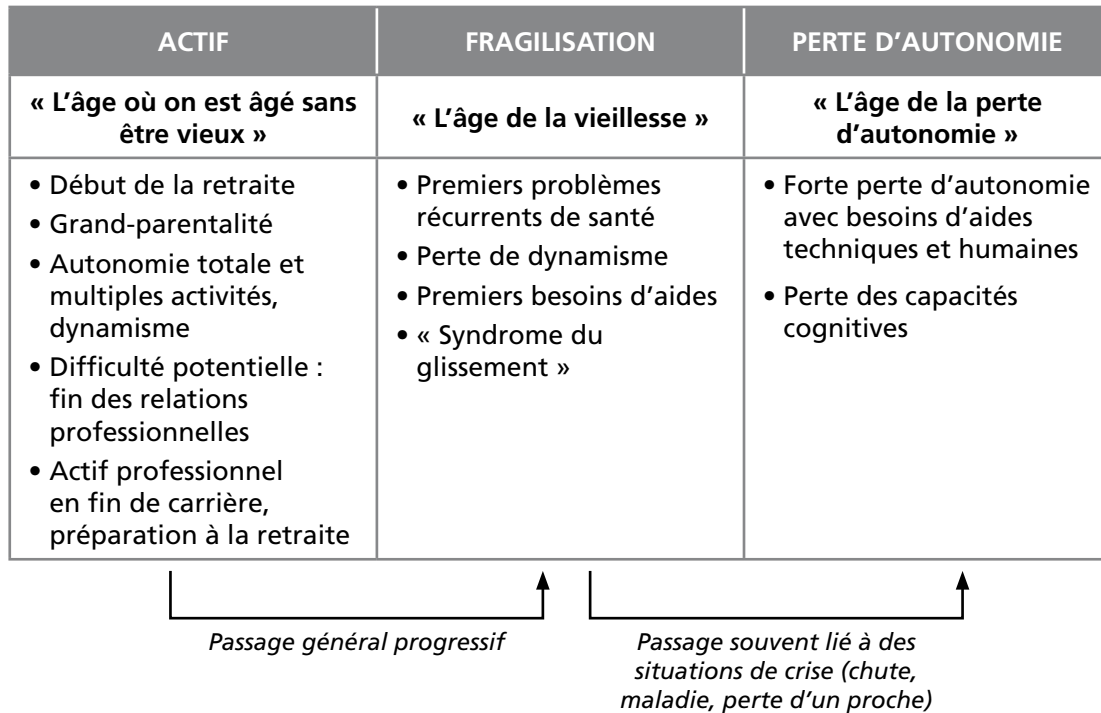 ACTIF
FRAGILISATION
PERTE D'AUTONOMIE
« L'âge où on est âgé sans
être vieux »
« L'âge de la vieillesse »
« L'âge de la perte
d'autonomie »
• Début de la retraite
• Grand-parentalité
• Autonomie totale et
multiples activités,
dynamisme
• Difficulté potentielle :
fin des relations
professionnelles
• Actif professionnel
en fin de carrière,
préparation à la retraite
• Premiers problèmes
récurrents de santé
• Perte de dynamisme
• Premiers besoins d'aides
• « Syndrome du
glissement »
• Forte perte d'autonomie
avec besoins d'aides
techniques et humaines
• Perte des capacités
cognitives
Passage général progressif
Passage souvent lié à des
situations de crise (chute,
maladie, perte d'un proche)